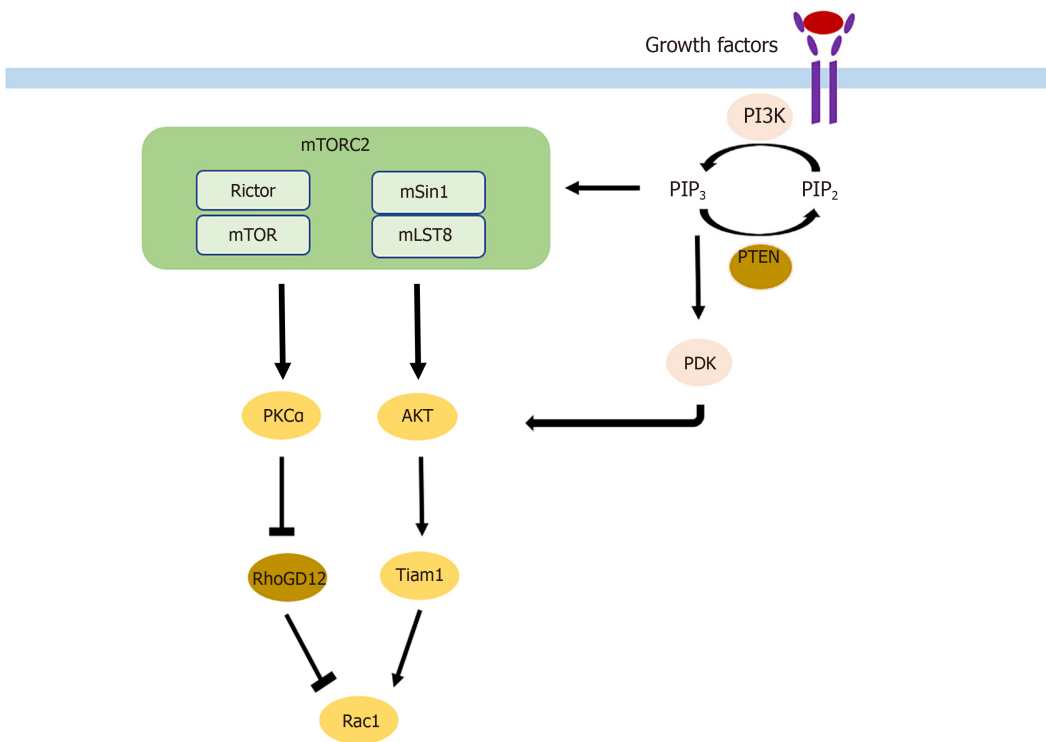 Growth factors
PI3K
mTORC2
Rictor
mSin1
PIP3
PIP2
mTOR
mLST8
PTEN
PDK
PKCα
AKT
RhoGD12
Tiam1
Rac1